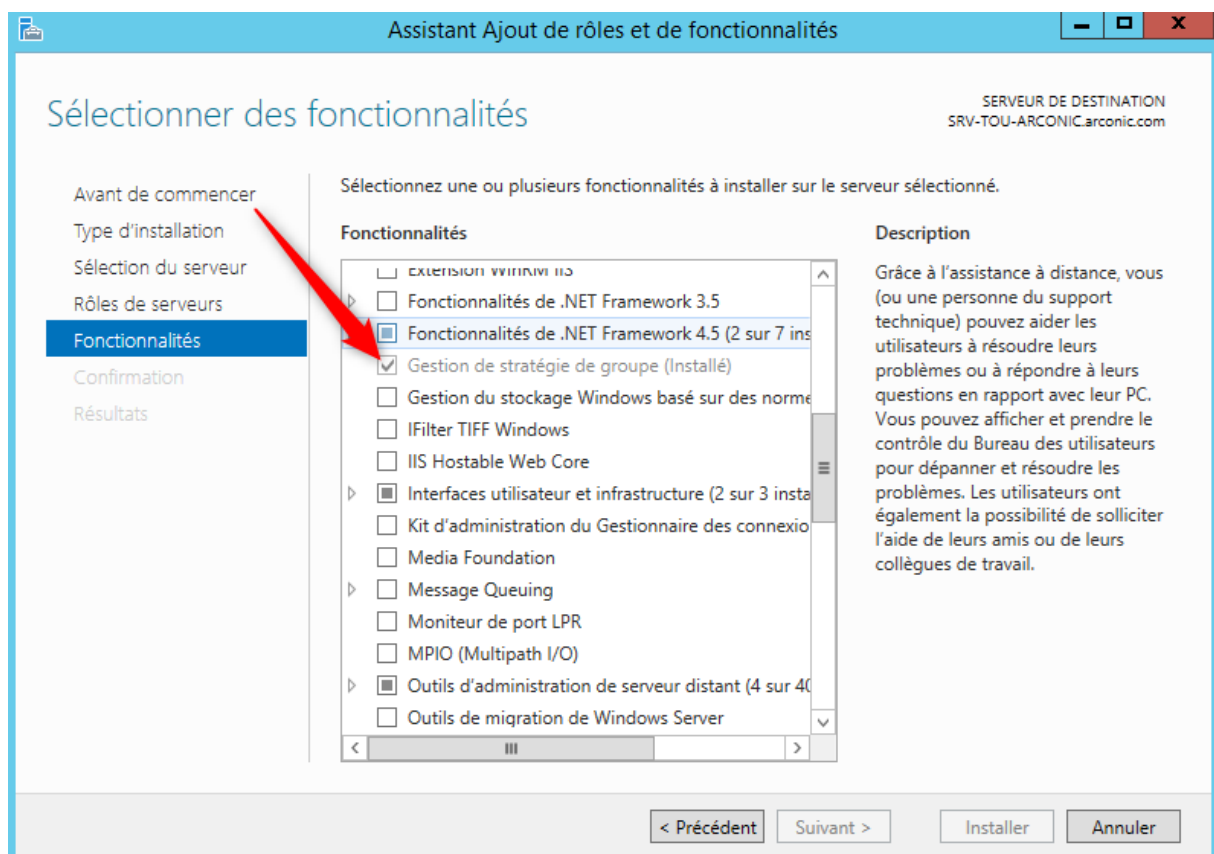 Assistant Ajout de rôles et de fonctionnalités
Sélectionner des fonctionnalités
SERVEUR DE DESTINATION
SRV-TOU-ARCONIC.arconic.com
Avant de commencer
Type d'installation
Sélection du serveur
Rôles de serveurs
Fonctionnalités
Confirmation
Résultats
Sélectionnez une ou plusieurs fonctionnalités à installer sur le serveur sélectionné.
Fonctionnalités
Extension WinRM IIS
Fonctionnalités de .NET Framework 3.5
Fonctionnalités de .NET Framework 4.5 (2 sur 7 ins
Gestion de stratégie de groupe (Installé)
Gestion du stockage Windows basé sur des norme
IFilter TIFF Windows
IIS Hostable Web Core
Interfaces utilisateur et infrastructure (2 sur 3 insta
Kit d'administration du Gestionnaire des connexio
Media Foundation
Message Queuing
Moniteur de port LPR
MPIO (Multipath I/O)
Outils d'administration de serveur distant (4 sur 40
Outils de migration de Windows Server
Description
Grâce à l'assistance à distance, vous
(ou une personne du support
technique) pouvez aider les
utilisateurs à résoudre leurs
problèmes ou à répondre à leurs
questions en rapport avec leur PC.
Vous pouvez afficher et prendre le
contrôle du Bureau des utilisateurs
pour dépanner et résoudre les
problèmes. Les utilisateurs ont
également la possibilité de solliciter
l'aide de leurs amis ou de leurs
collègues de travail.
< Précédent
Suivant >
Installer
Annuler